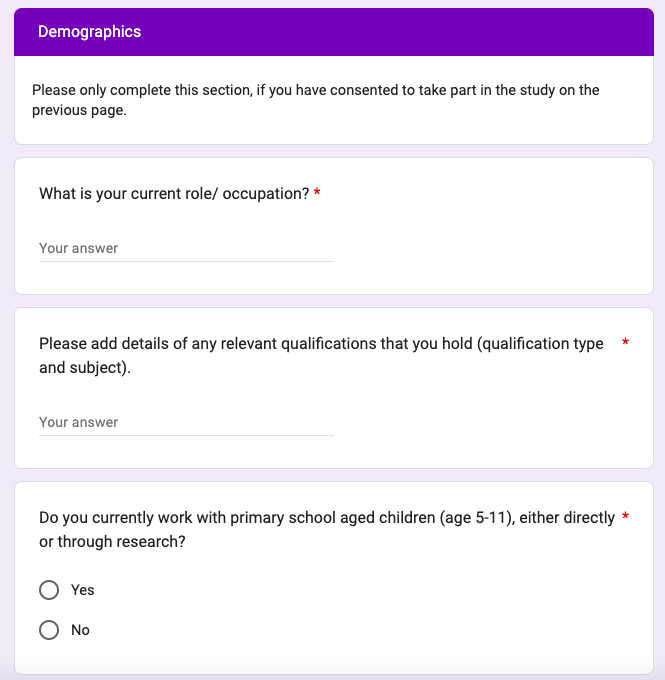 Demographics
Please only complete this section, if you have consented to take part in the study on the
previous page.
What is your current role/ occupation? *
Your answer
Please add details of any relevant qualifications that you hold (qualification type *
and subject).
Your answer
Do you currently work with primary school aged children (age 5-11), either directly *
or through research?
Yes
No